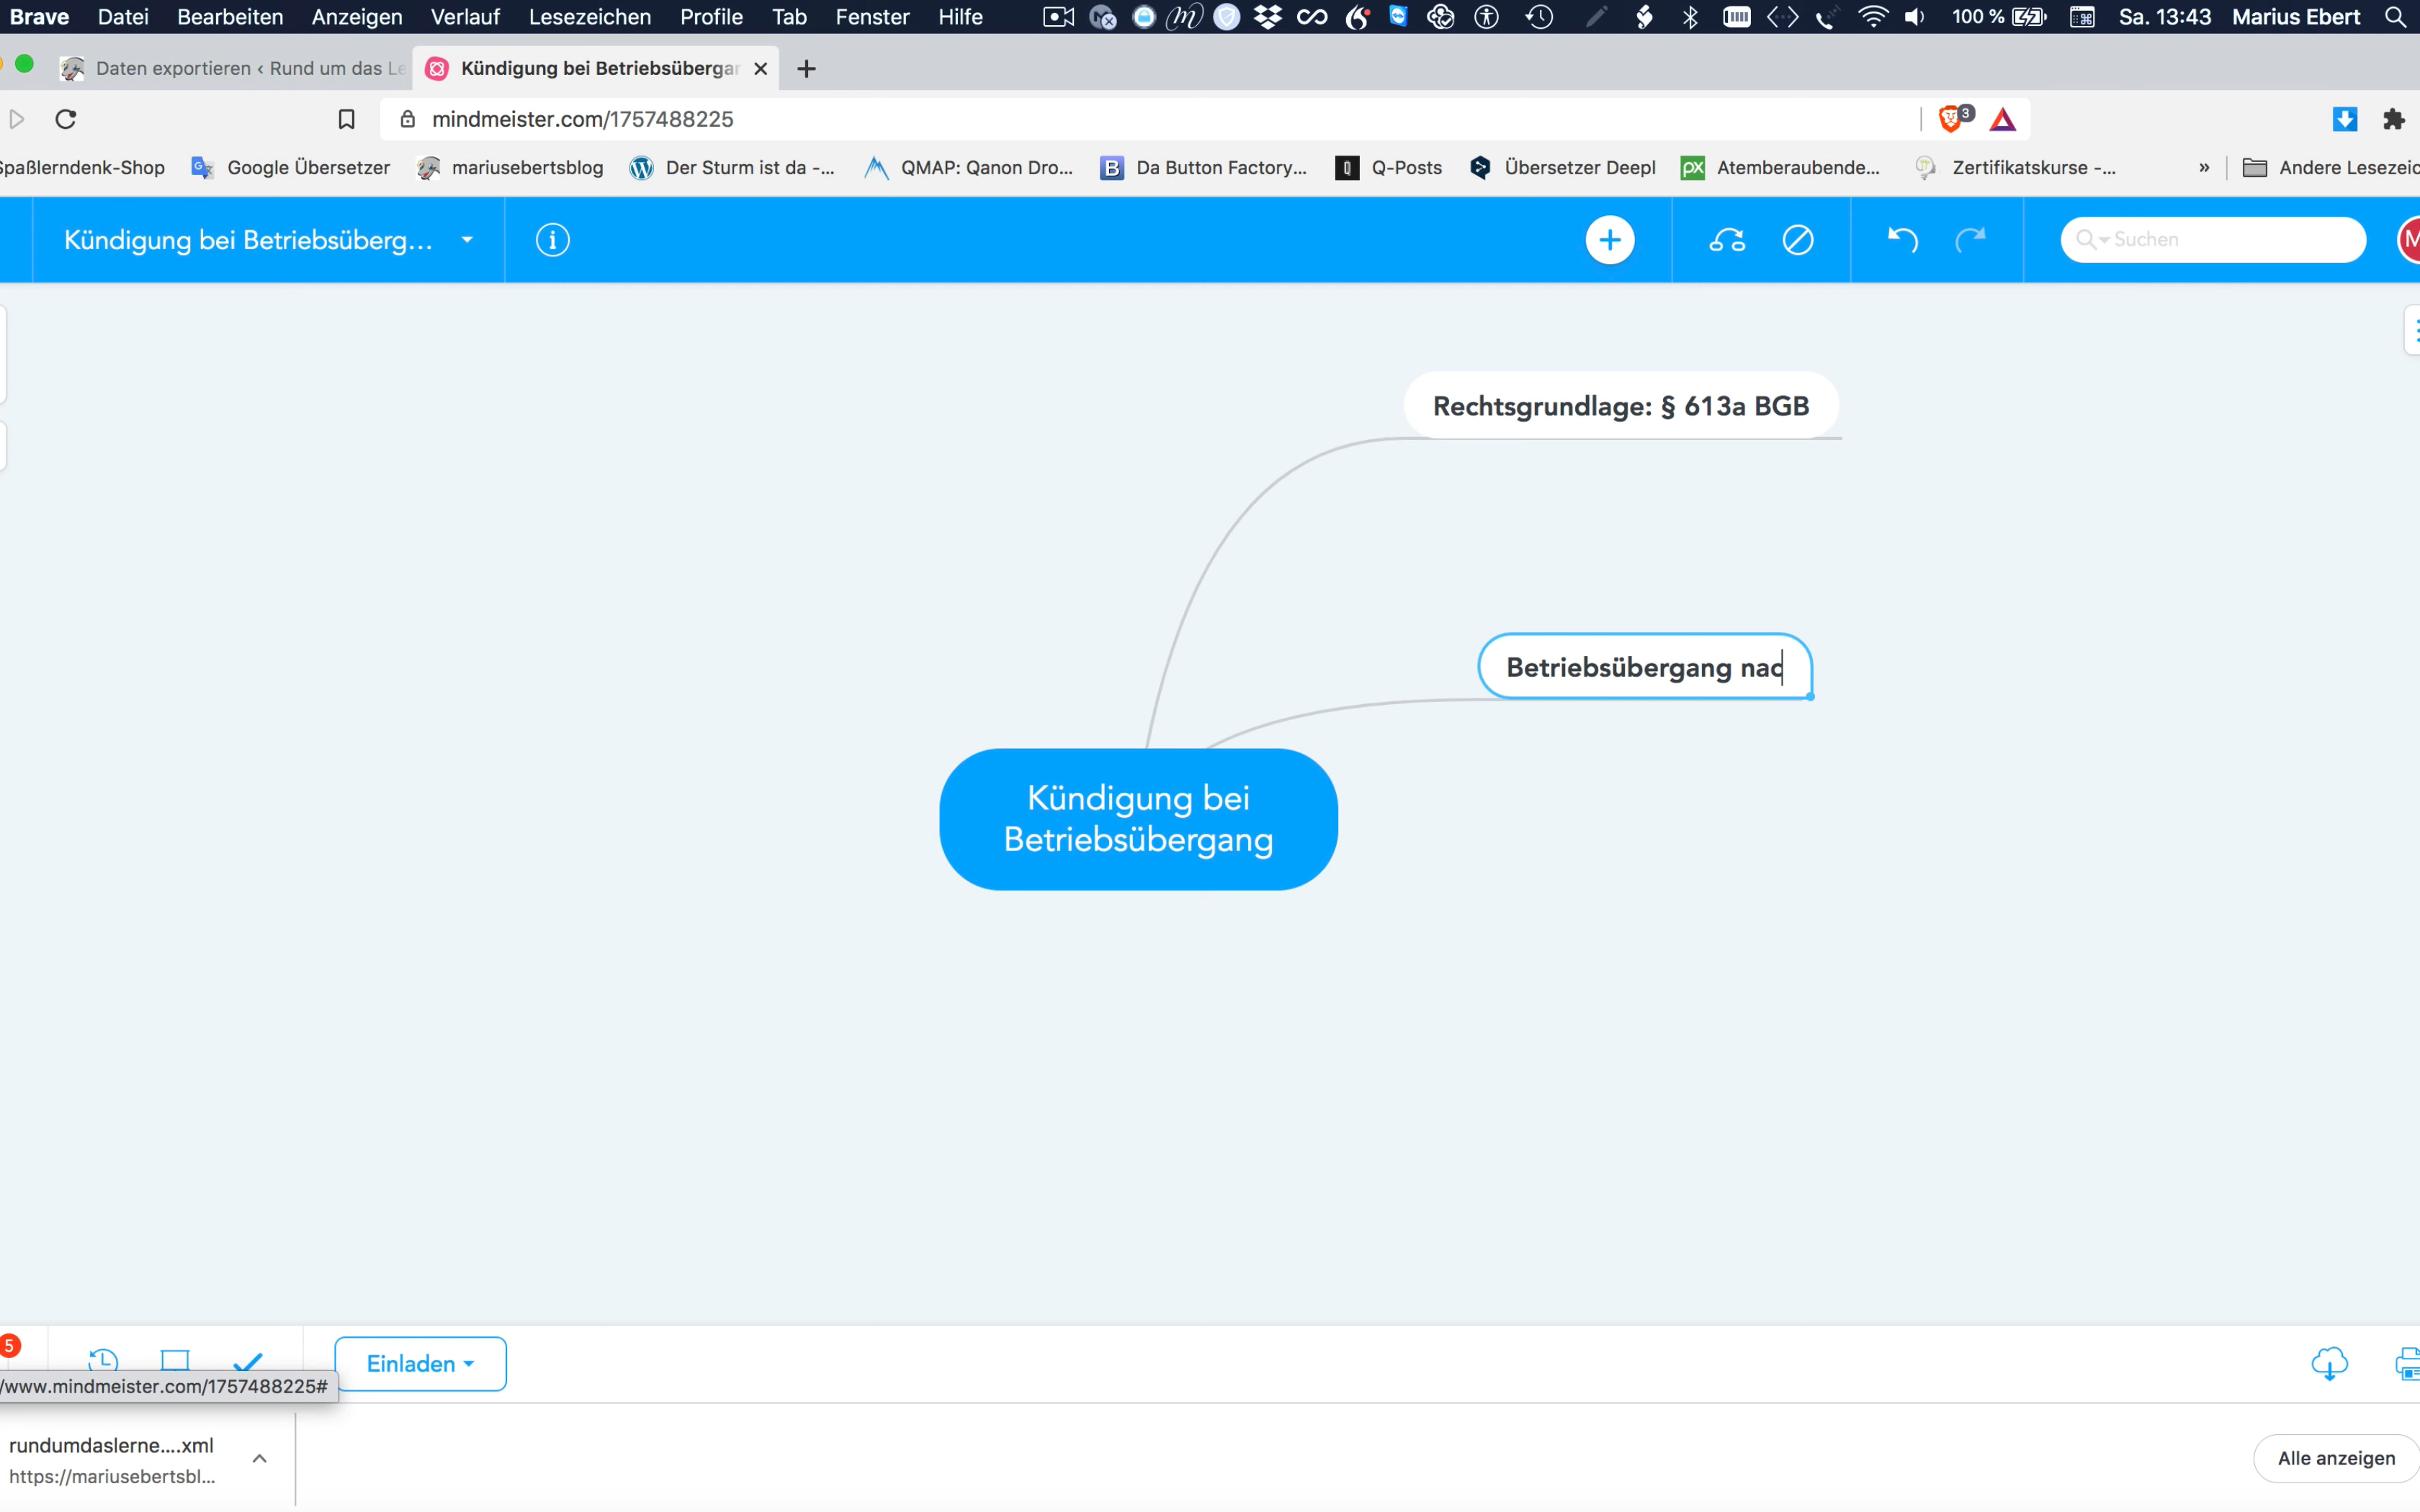 Brave Datei Bearbeiten Anzeigen Verlauf Lesezeichen Profile Tab Fenster Hilfe 100 % Sa. 13:43 Marius Ebert
Daten exportieren ‹ Rund um das Le
Kündigung bei Betriebsübergan
mindmeister.com/1757488225
3
Spaßlerndenk-Shop Google Übersetzer mariusebertsblog Der Sturm ist da -... QMAP: Qanon Dro... Da Button Factory... Q-Posts Übersetzer Deepl Atemberaubende... Zertifikatskurse -... » Andere Lesezeic
Kündigung bei Betriebsüberg...
Suchen
M
Rechtsgrundlage: § 613a BGB
Betriebsübergang nac
Kündigung bei
Betriebsübergang
5
Einladen
/www.mindmeister.com/1757488225#
rundumdaslerne....xml
https://mariusebertsbl...
Alle anzeigen